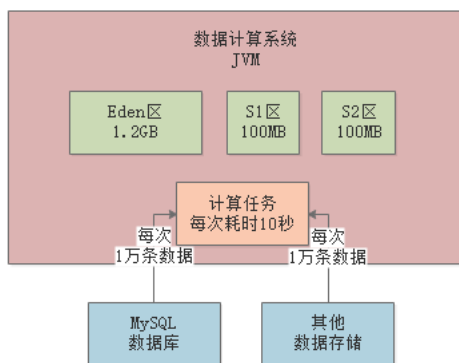 数据计算系统
JVM
Eden区
1.2GB
S1区
100MB
S2区
100MB
计算任务
每次耗时10秒
每次
1万条数据
每次
1万条数据
MySQL
数据库
其他
数据存储